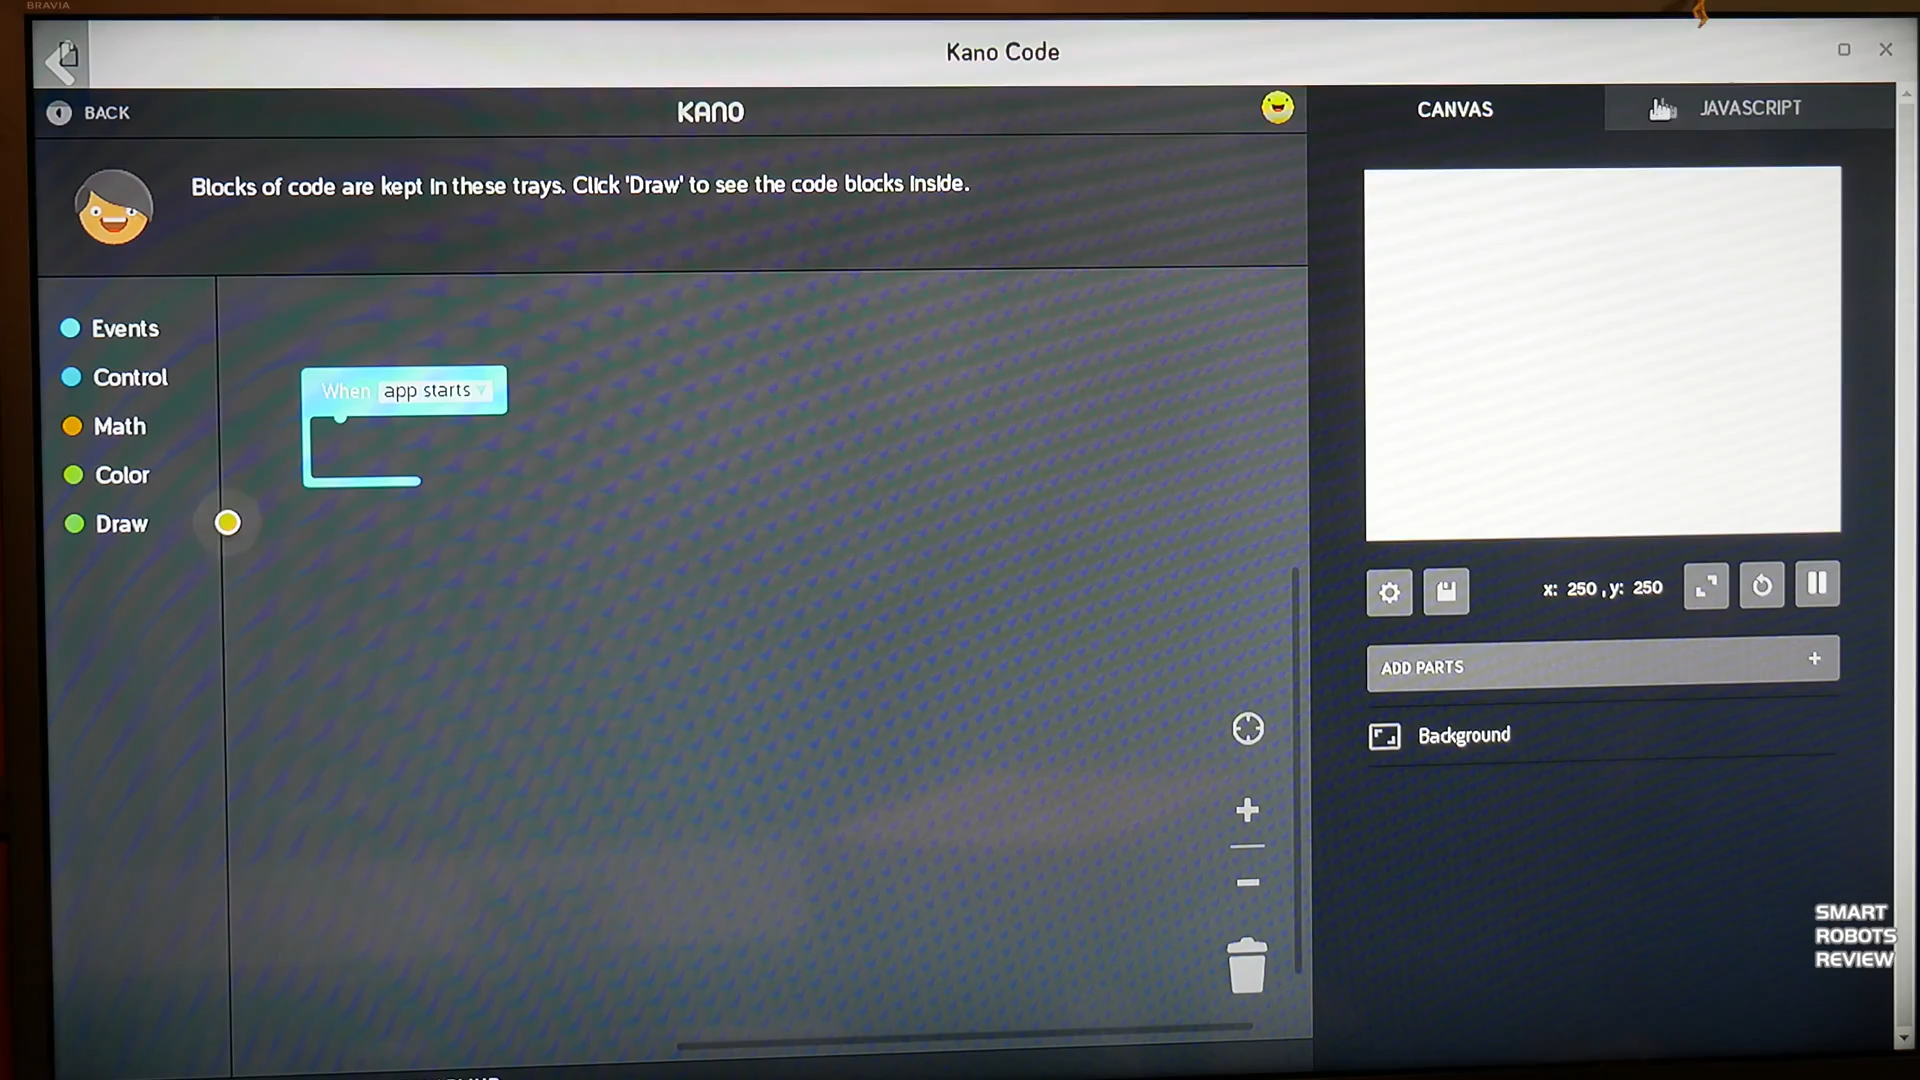 BRAVIA
Kano Code
BACK
KANO
CANVAS
JAVASCRIPT
Blocks of code are kept in these trays. Click 'Draw' to see the code blocks inside.
Events
Control
Math
Color
Draw
When app starts
x: 250, y: 250
ADD PARTS +
Background
SMART
ROBOTS
REVIEW